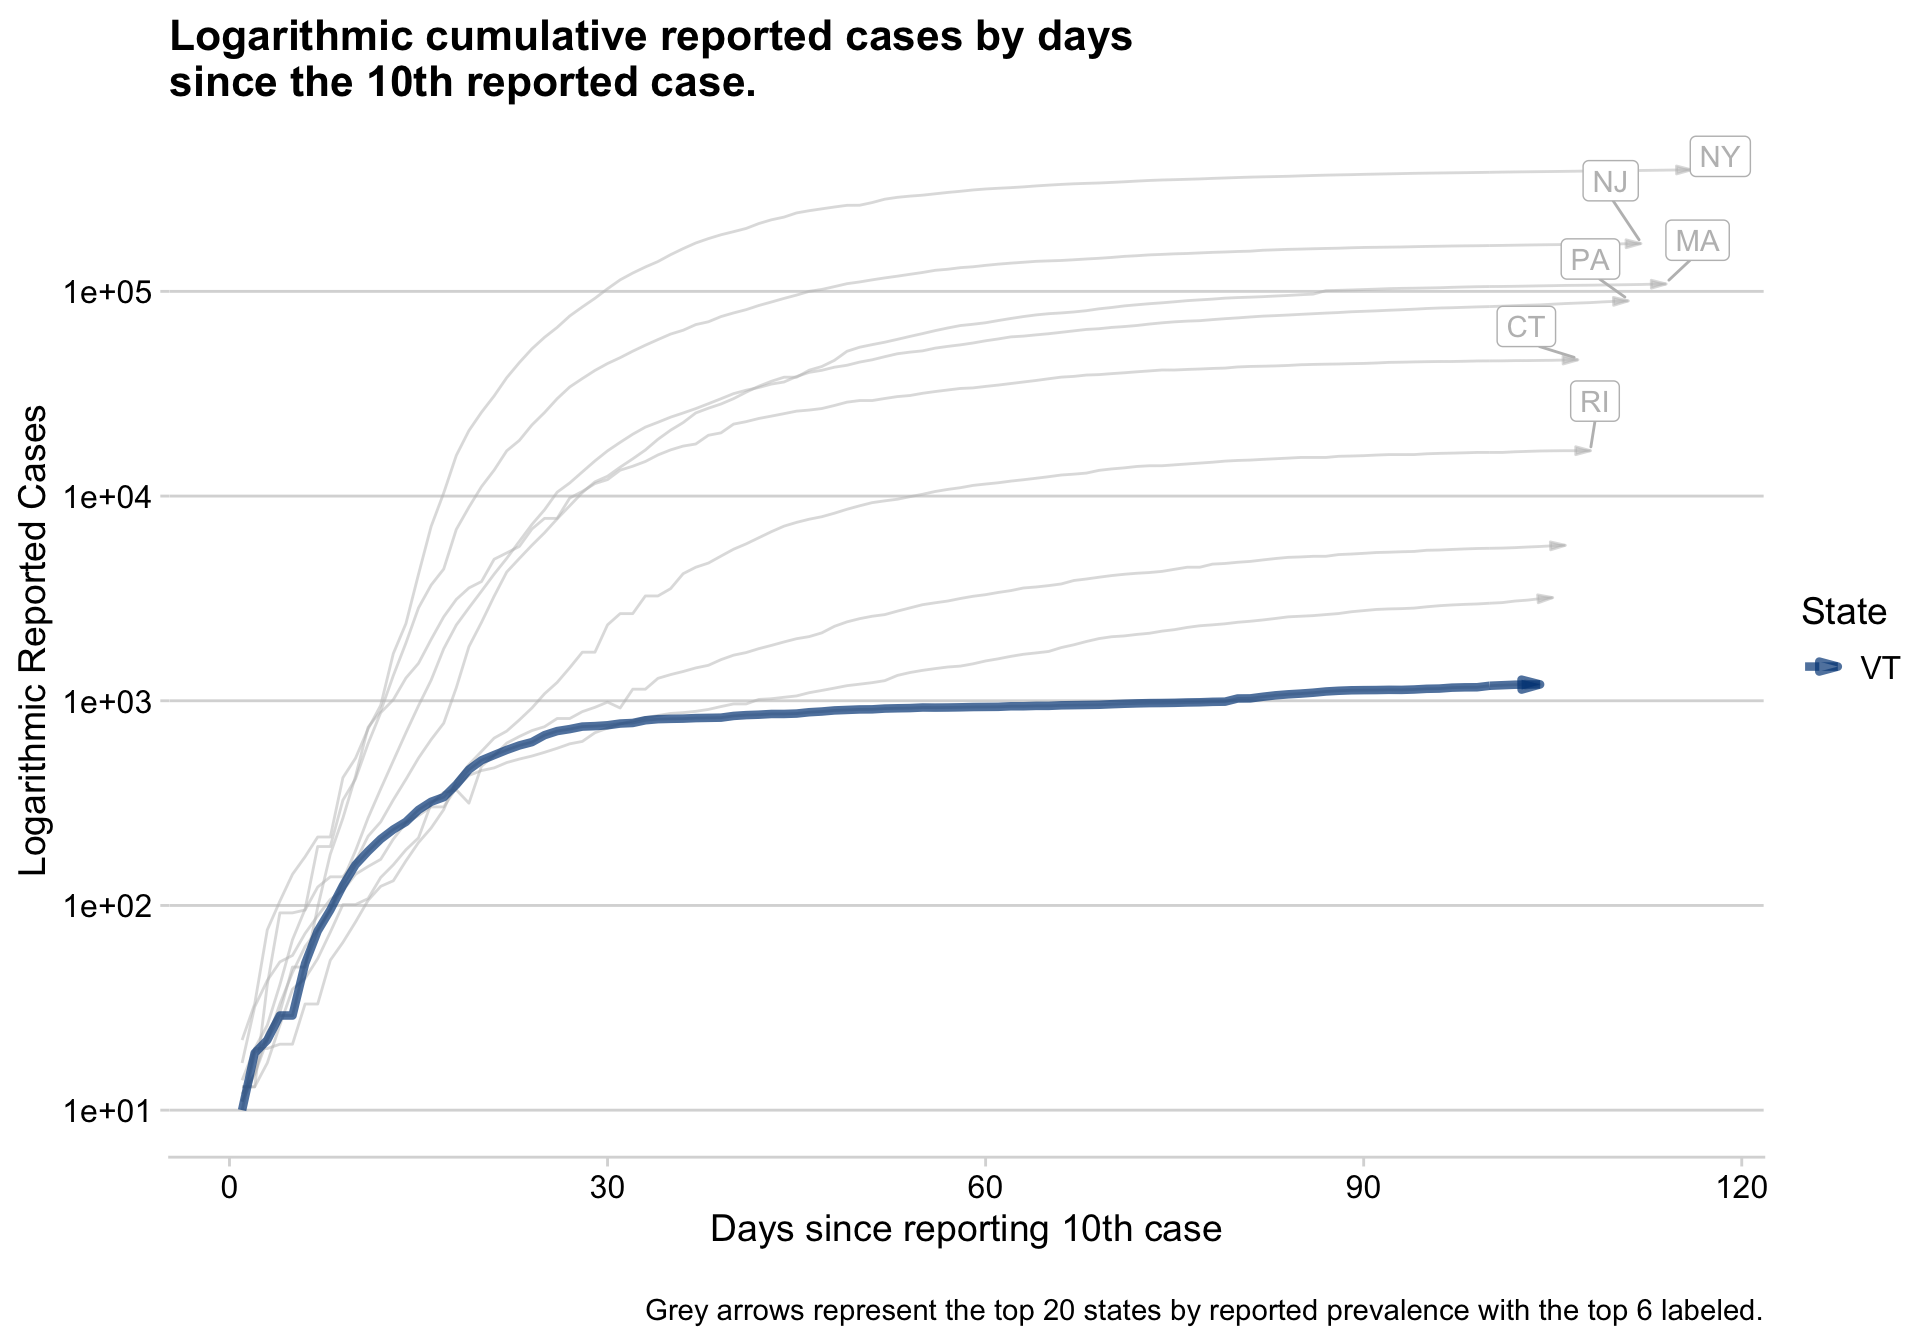 Logarithmic cumulative reported cases by days
since the 10th reported case.
NY
NJ
MA
PA
CT
RI
1e+05
1e+04
1e+03
1e+02
1e+01
Logarithmic Reported Cases
State
VT
0 30 60 90 120
Days since reporting 10th case
Grey arrows represent the top 20 states by reported prevalence with the top 6 labeled.